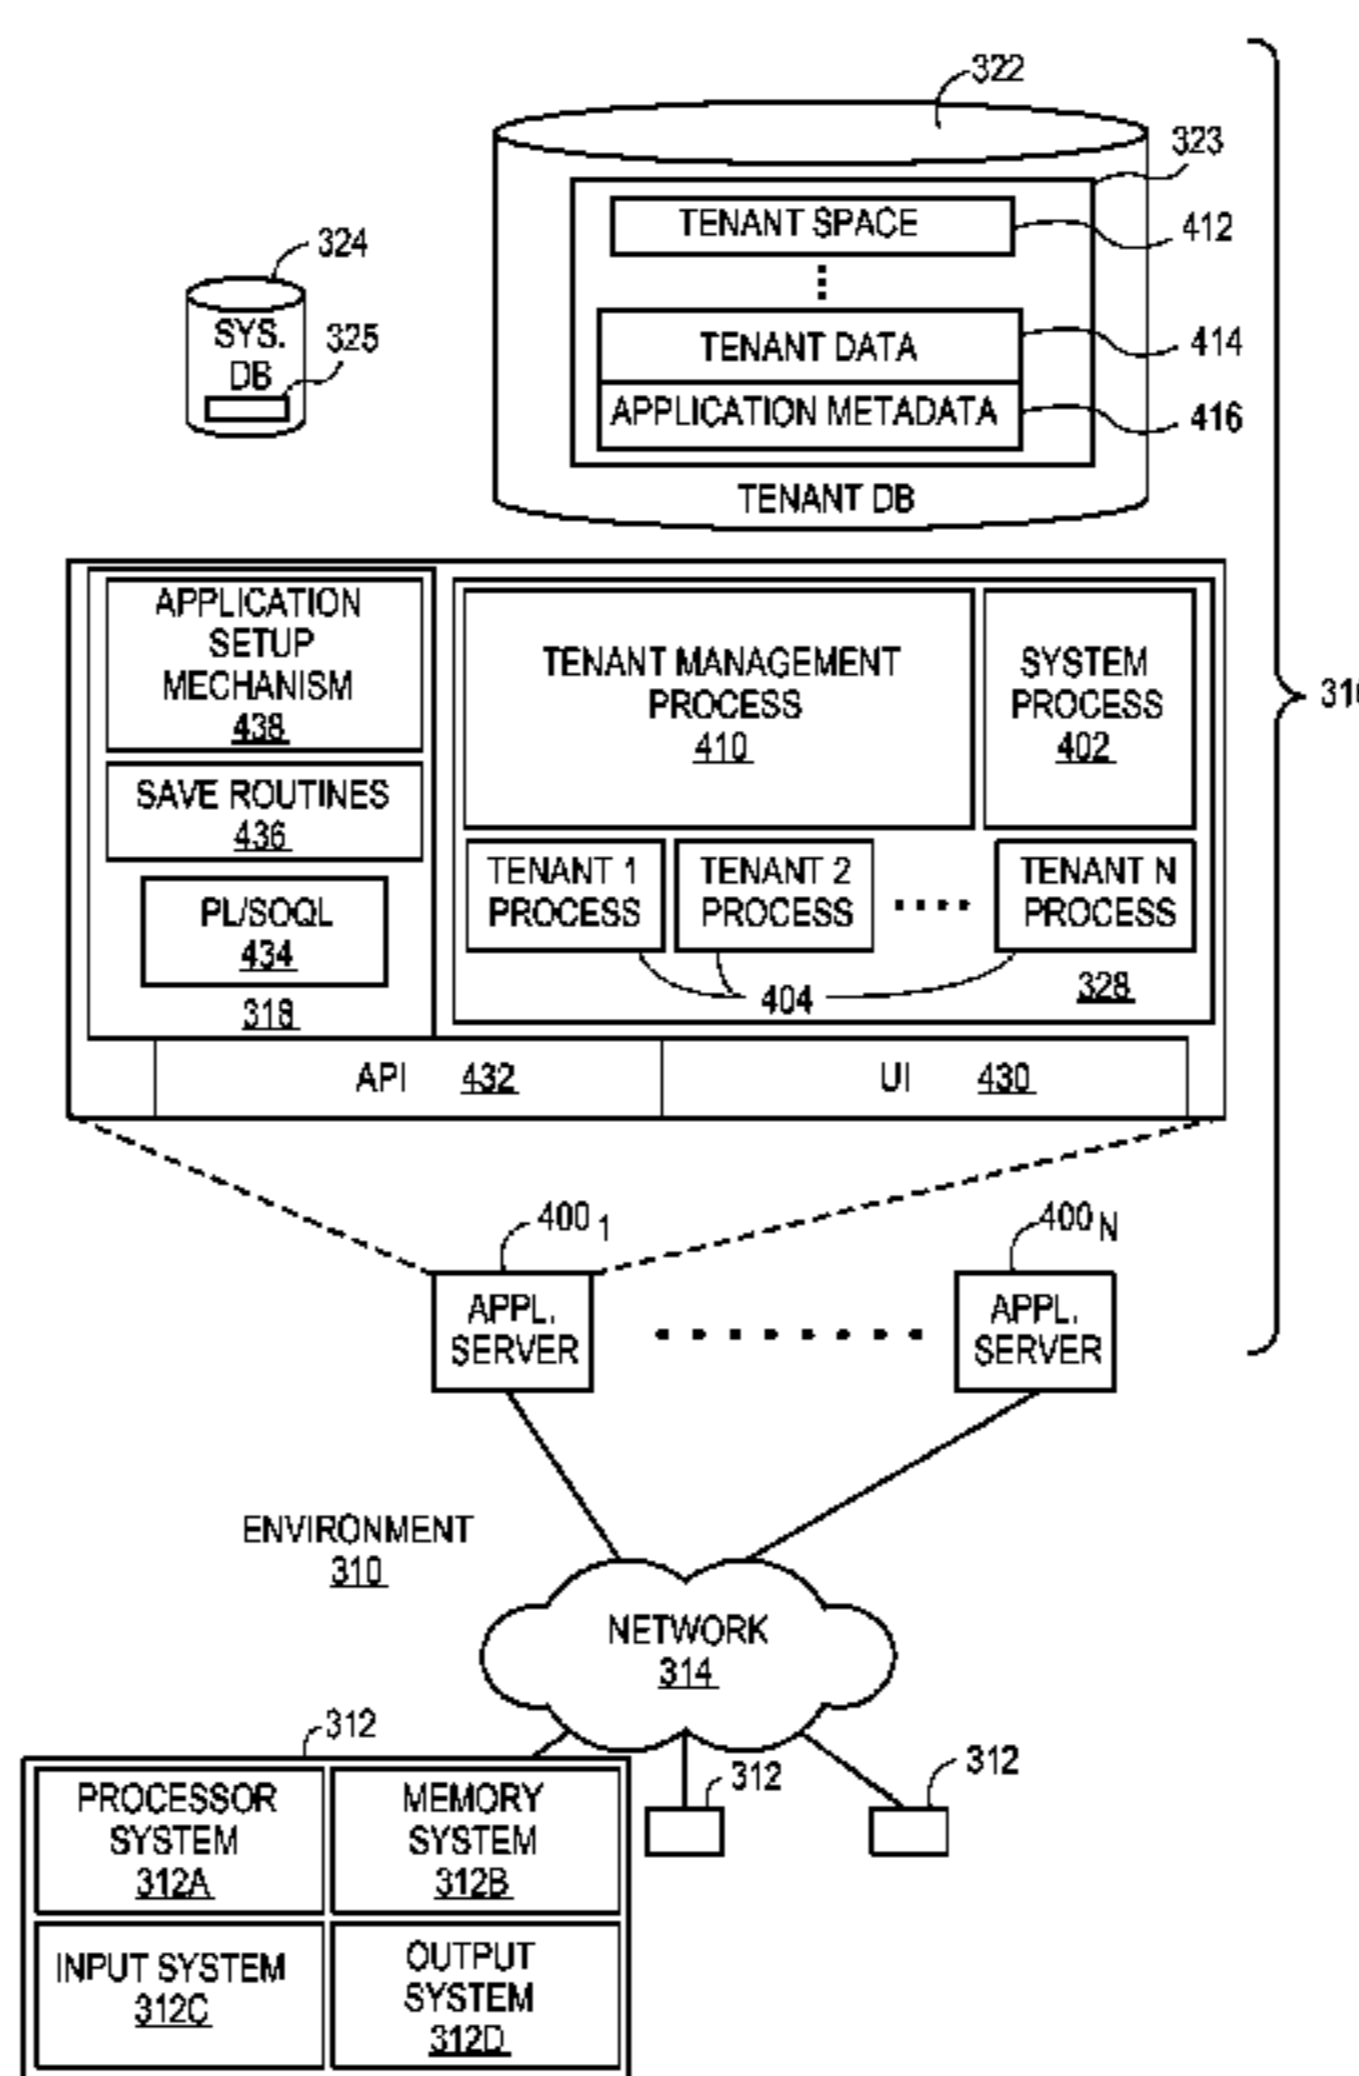 322
323
TENANT SPACE
412
324
SYS.
DB
325
TENANT DATA
414
APPLICATION METADATA
416
TENANT DB
APPLICATION
SETUP
MECHANISM
438
TENANT MANAGEMENT
PROCESS
410
SYSTEM
PROCESS
402
SAVE ROUTINES
436
TENANT 1
PROCESS
TENANT 2
PROCESS
TENANT N
PROCESS
PL/SOQL
434
404
328
318
API 432
UI 430
400 1
400 N
APPL.
SERVER
APPL.
SERVER
ENVIRONMENT
310
NETWORK
314
312
PROCESSOR
SYSTEM
312A
MEMORY
SYSTEM
312B
INPUT SYSTEM
312C
OUTPUT
SYSTEM
312D
312
312